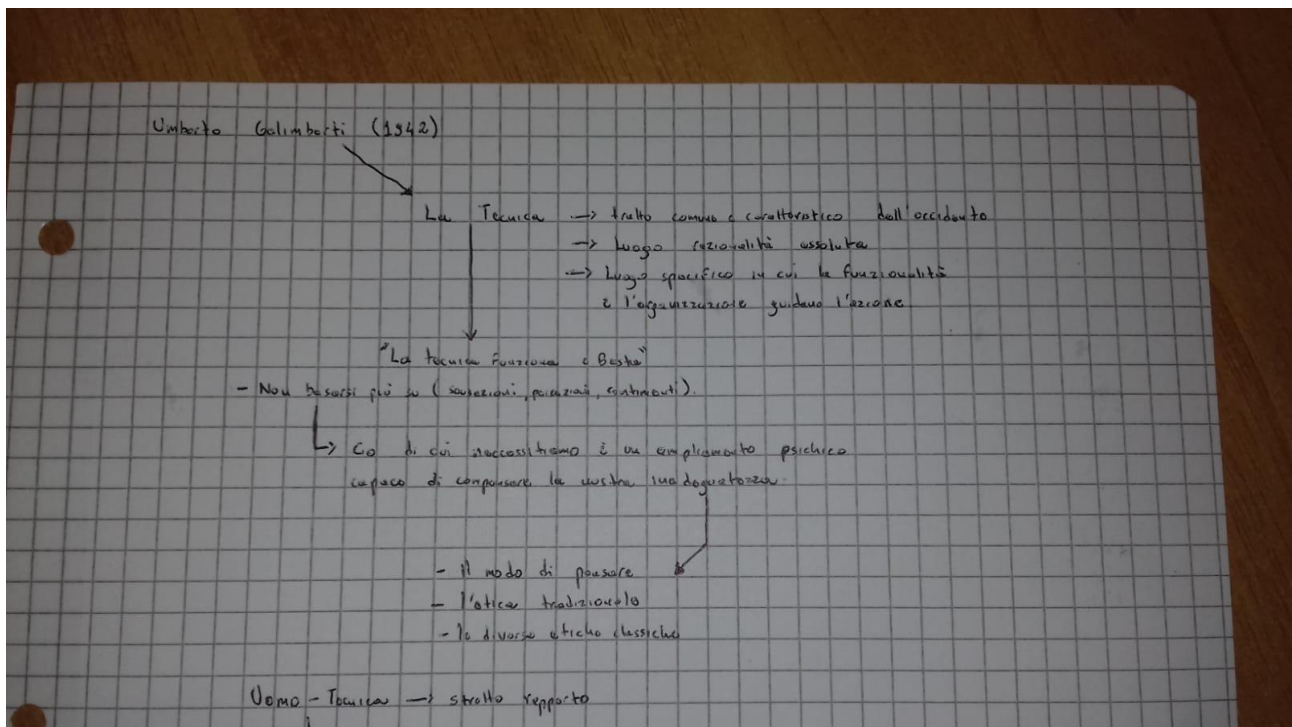 Umberto Galimberti (1942)
La Tecnica → tratto comune e caratteristico dell'occidente
→ Luogo razionalità assoluta
→ Luogo specifico in cui la funzionalità
e l'organizzazione guidano l'azione
"La tecnica funziona e Basta"
- Non basarsi più su (sensazioni, percezioni, sentimenti).
↳ Ciò di cui neccessitiamo è un ampliamento psichico
capace di compensare la nostra inadeguatezza.
- Il modo di pensare
- l'etica tradizionale
- le diverse etiche classiche
Uomo - Tecnica → stretto rapporto